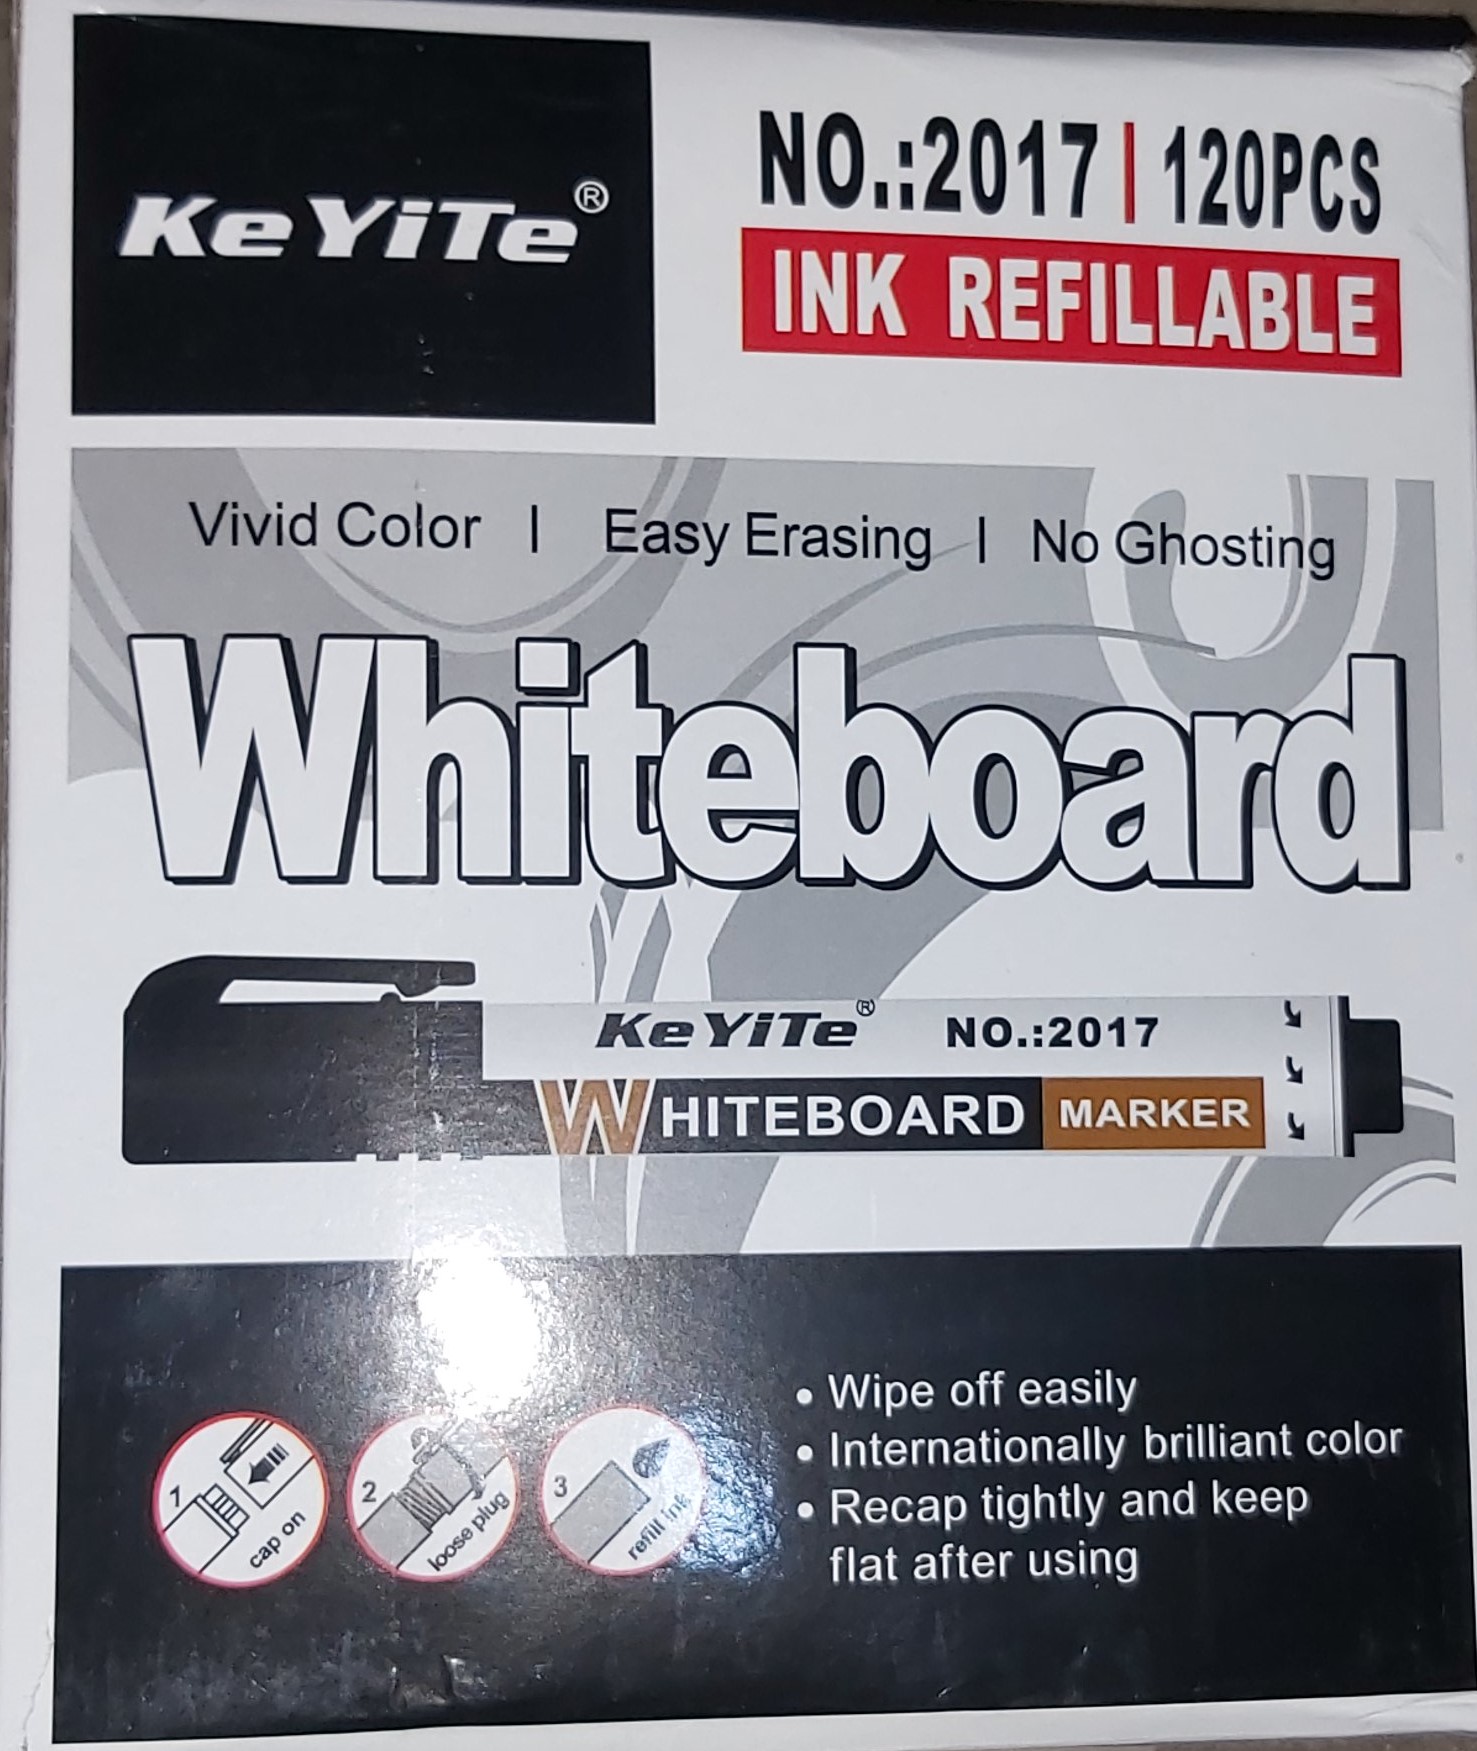 KeYiTe®
NO.:2017 | 120PCS
INK REFILLABLE
Vivid Color | Easy Erasing | No Ghosting
Whiteboard
KeYiTe® NO.:2017
WHITEBOARD MARKER
1
cap on
2
loose plug
3
refill ink
• Wipe off easily
• Internationally brilliant color
• Recap tightly and keep
flat after using